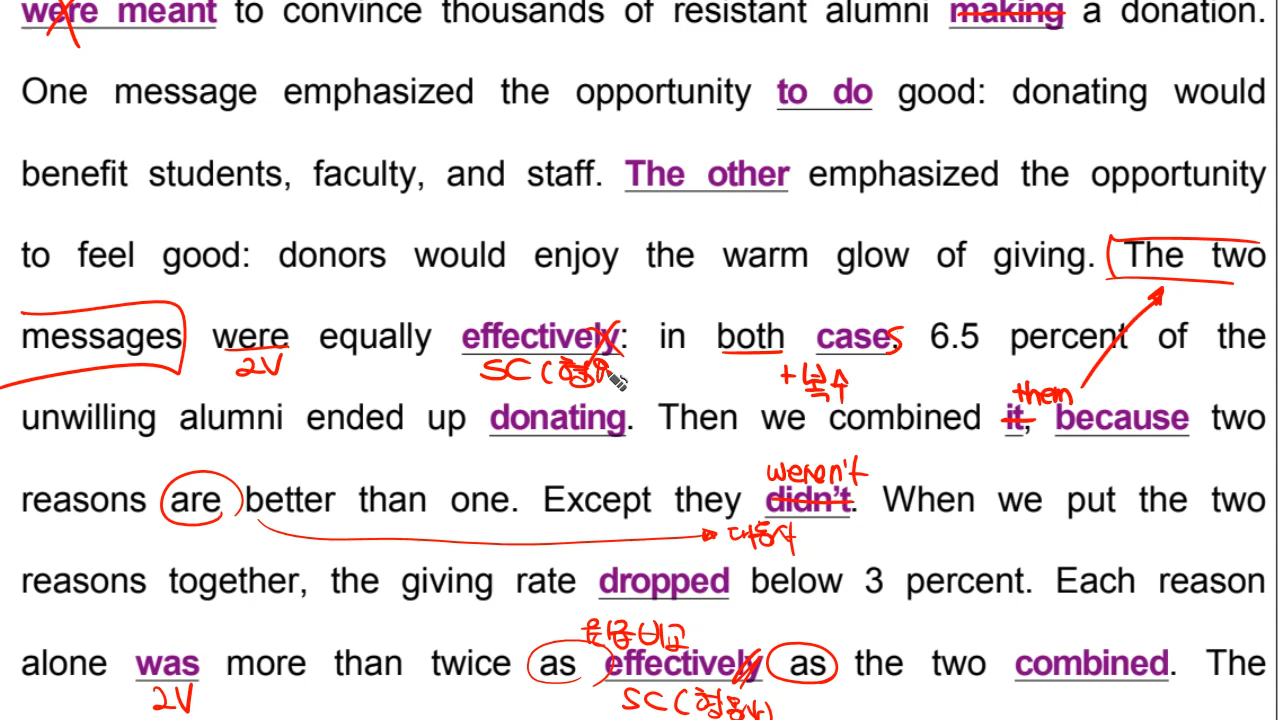 were meant to convince thousands of resistant alumni making a donation.
One message emphasized the opportunity to do good: donating would
benefit students, faculty, and staff. The other emphasized the opportunity
to feel good: donors would enjoy the warm glow of giving. The two
messages were equally effectively: in both cases, 6.5 percent of the
2V SC (형용
+ 복수
them
unwilling alumni ended up donating. Then we combined it, because two
weren't
reasons are better than one. Except they didn't. When we put the two
대동사
reasons together, the giving rate dropped below 3 percent. Each reason
원급 비교
alone was more than twice as effectively as the two combined. The
2V SC (형용사)